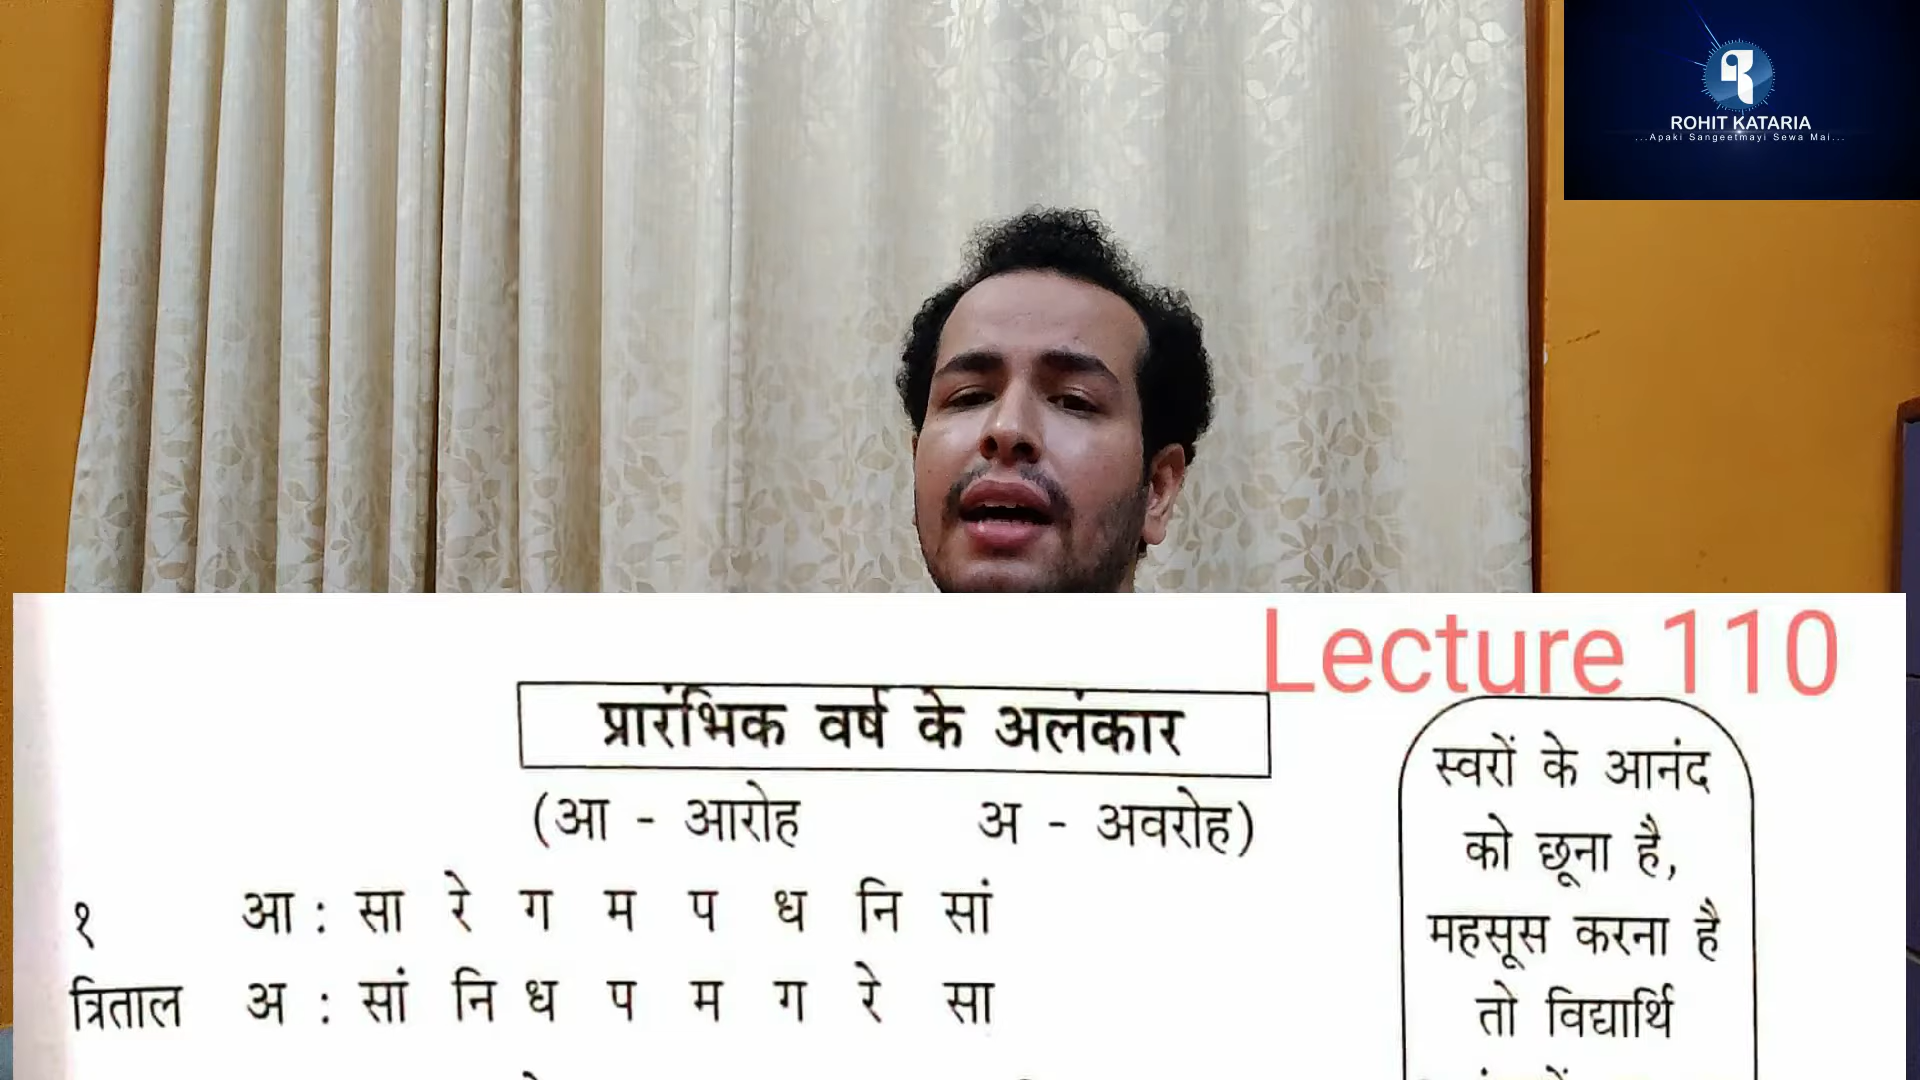 ROHIT KATARIA
...Apaki Sangeetmayi Sewa Mai...
Lecture 110
प्रारंभिक वर्ष के अलंकार
(आ - आरोह अ - अवरोह)
१ आ : सा रे ग म प ध नि सां
त्रिताल अ : सां नि ध प म ग रे सा
स्वरों के आनंद
को छूना है,
महसूस करना है
तो विद्यार्थि